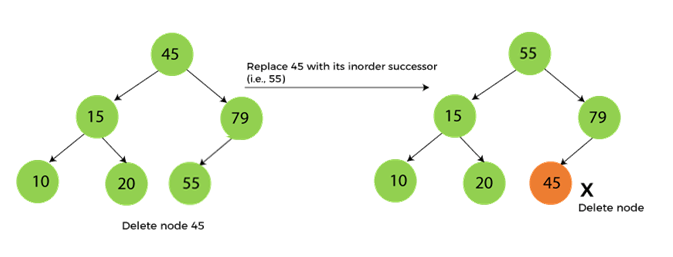 45
Replace 45 with its inorder successor
(i.e., 55)
55
15
79
15
79
10
20
55
10
20
45
X
Delete node
Delete node 45